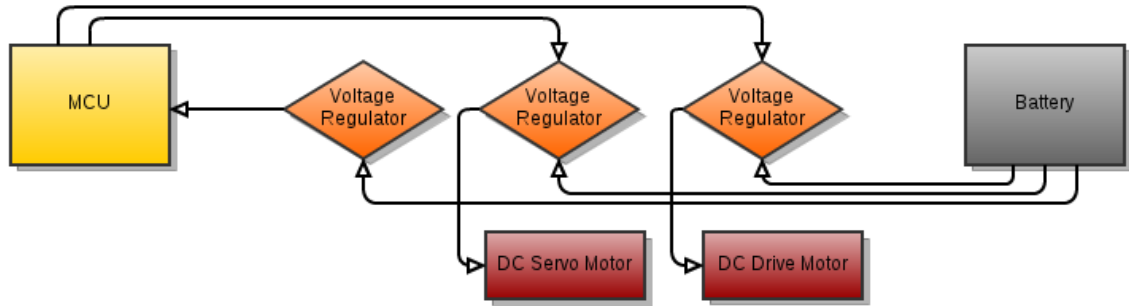 MCU
Voltage
Regulator
Voltage
Regulator
Voltage
Regulator
Battery
DC Servo Motor
DC Drive Motor